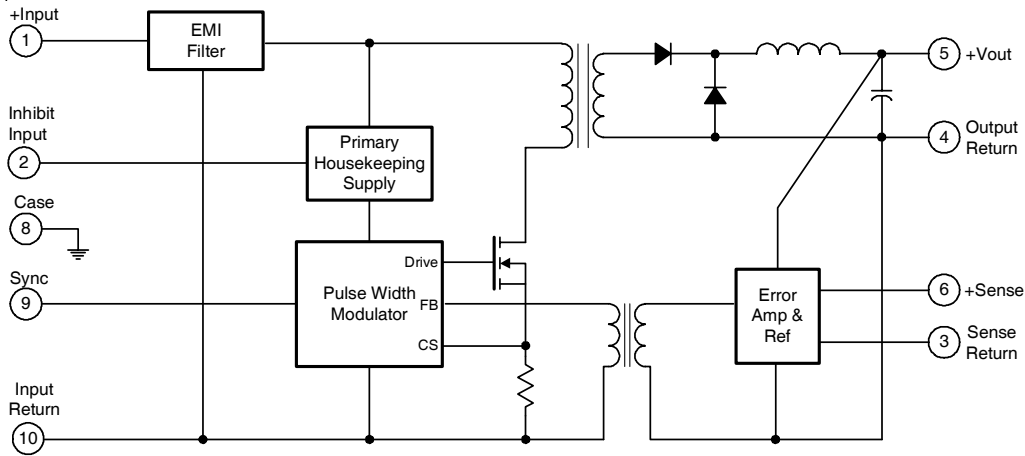 +Input
1
EMI
Filter
5
+Vout
Inhibit
Input
2
Primary
Housekeeping
Supply
4
Output
Return
Case
8
Drive
Sync
9
Pulse Width
Modulator
FB
CS
Error
Amp &
Ref
6
+Sense
3
Sense
Return
Input
Return
10